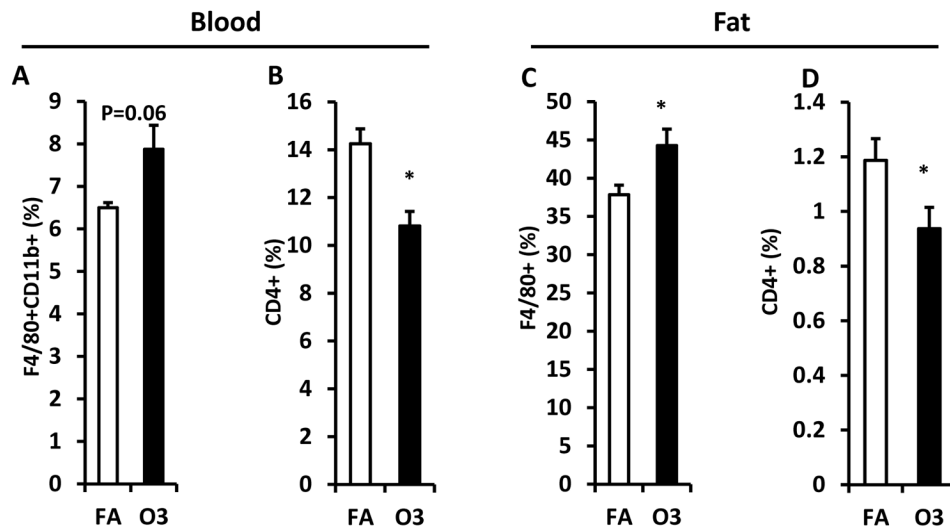 Blood
Fat
A
F4/80+CD11b+ (%)
9
8
7
6
5
4
3
2
1
0
P=0.06
FA O3
B
CD4+ (%)
16
14
12
10
8
6
4
2
0
*
FA O3
C
F4/80+ (%)
50
45
40
35
30
25
20
15
10
5
0
*
FA O3
D
CD4+ (%)
1.4
1.2
1
0.8
0.6
0.4
0.2
0
*
FA O3